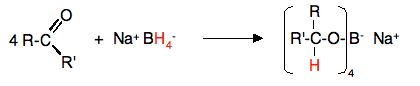 4 R-C O R' + Na+ BH4- R R'-C-O- B- Na+ H 4